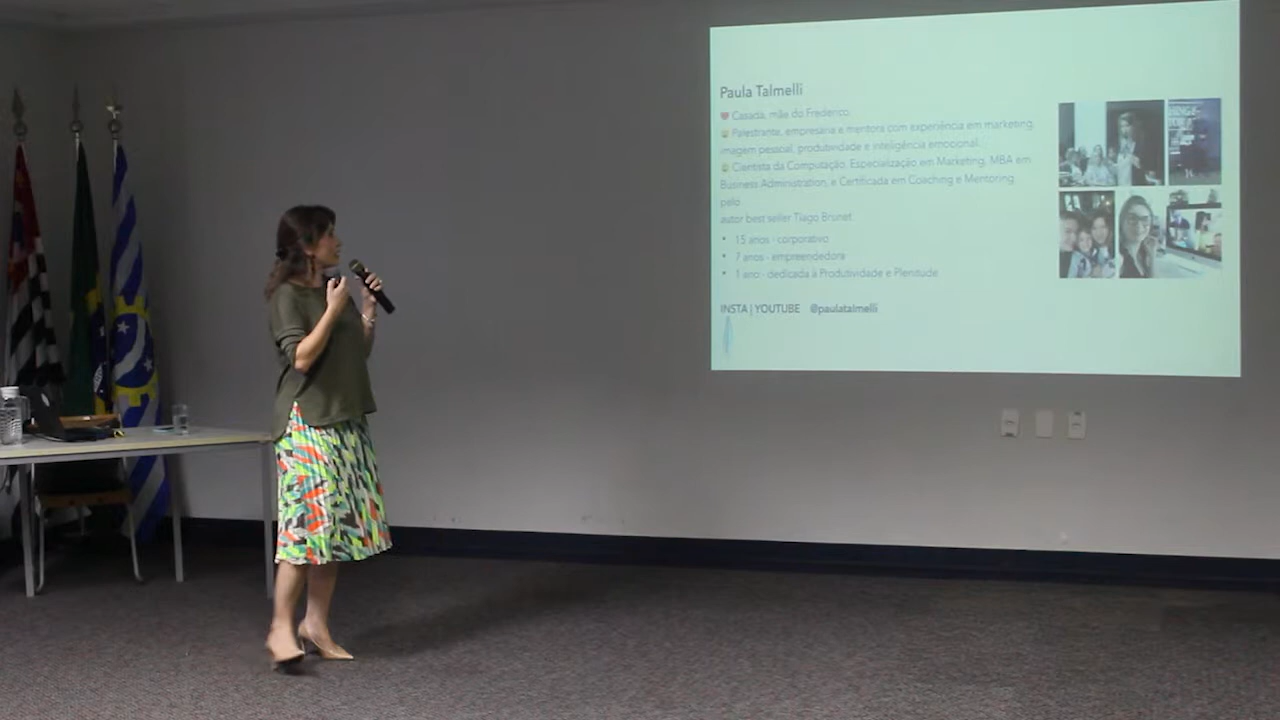 Paula Talmelli
Casada, mãe do Frederico.
Palestrante, empresária e mentora com experiência em marketing,
imagem pessoal, produtividade e inteligência emocional.
Cientista da Computação, Especialização em Marketing, MBA em
Business Administration, e Certificada em Coaching e Mentoring
pelo
autor best seller Tiago Brunet
• 15 anos - corporativo
• 7 anos - empreendedora
• 1 ano - dedicada à Produtividade e Plenitude
INSTA | YOUTUBE @paulatalmelli